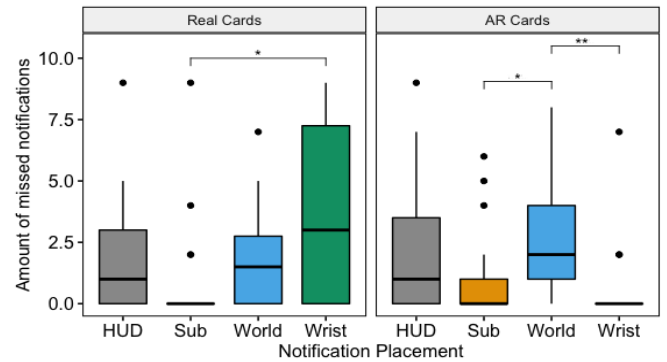 Real Cards AR Cards
* * **
Amount of missed notifications
10.0
7.5
5.0
2.5
0.0
HUD Sub World Wrist HUD Sub World Wrist
Notification Placement